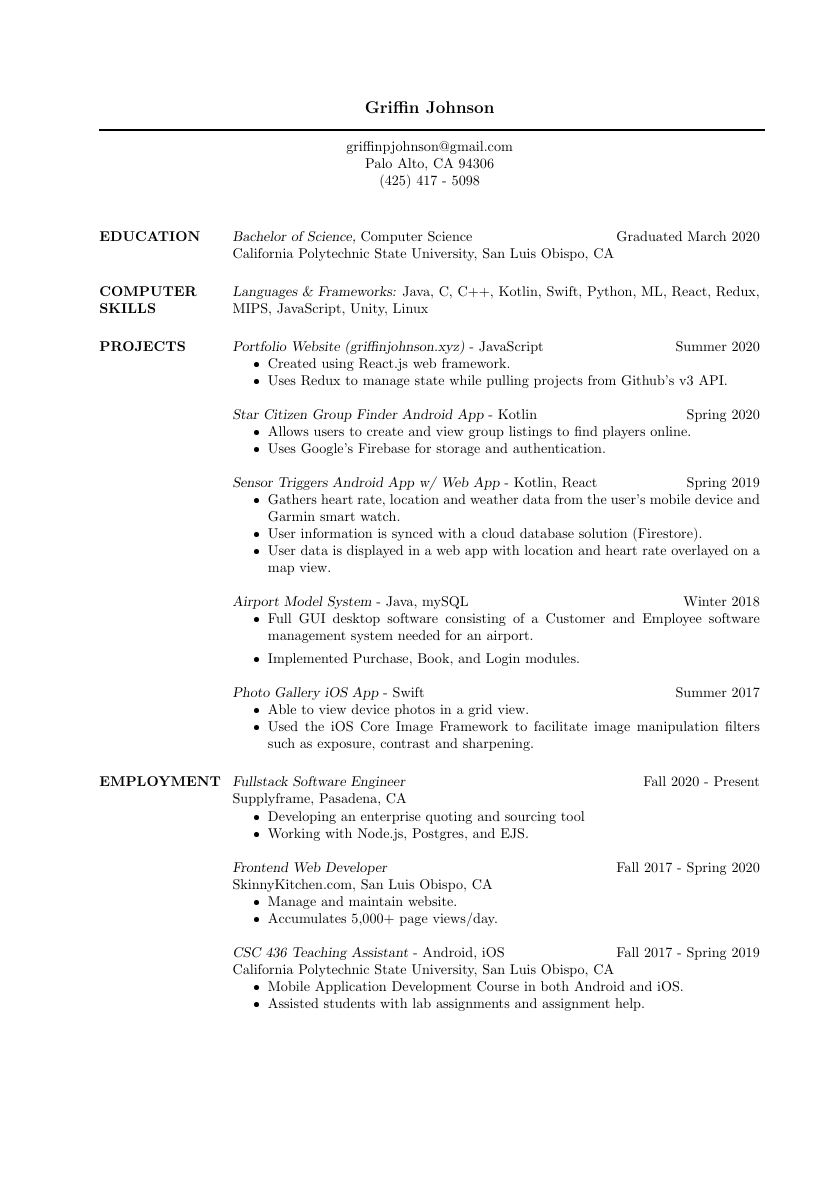 Griffin Johnson
griffinpjohnson@gmail.com
Palo Alto, CA 94306
(425) 417 - 5098
EDUCATION Bachelor of Science, Computer Science Graduated March 2020
California Polytechnic State University, San Luis Obispo, CA
COMPUTER Languages & Frameworks: Java, C, C++, Kotlin, Swift, Python, ML, React, Redux,
SKILLS MIPS, JavaScript, Unity, Linux
PROJECTS Portfolio Website (griffinjohnson.xyz) - JavaScript Summer 2020
• Created using React.js web framework.
• Uses Redux to manage state while pulling projects from Github's v3 API.
Star Citizen Group Finder Android App - Kotlin Spring 2020
• Allows users to create and view group listings to find players online.
• Uses Google's Firebase for storage and authentication.
Sensor Triggers Android App w/ Web App - Kotlin, React Spring 2019
• Gathers heart rate, location and weather data from the user's mobile device and
Garmin smart watch.
• User information is synced with a cloud database solution (Firestore).
• User data is displayed in a web app with location and heart rate overlayed on a
map view.
Airport Model System - Java, mySQL Winter 2018
• Full GUI desktop software consisting of a Customer and Employee software
management system needed for an airport.
• Implemented Purchase, Book, and Login modules.
Photo Gallery iOS App - Swift Summer 2017
• Able to view device photos in a grid view.
• Used the iOS Core Image Framework to facilitate image manipulation filters
such as exposure, contrast and sharpening.
EMPLOYMENT Fullstack Software Engineer Fall 2020 - Present
Supplyframe, Pasadena, CA
• Developing an enterprise quoting and sourcing tool
• Working with Node.js, Postgres, and EJS.
Frontend Web Developer Fall 2017 - Spring 2020
SkinnyKitchen.com, San Luis Obispo, CA
• Manage and maintain website.
• Accumulates 5,000+ page views/day.
CSC 436 Teaching Assistant - Android, iOS Fall 2017 - Spring 2019
California Polytechnic State University, San Luis Obispo, CA
• Mobile Application Development Course in both Android and iOS.
• Assisted students with lab assignments and assignment help.